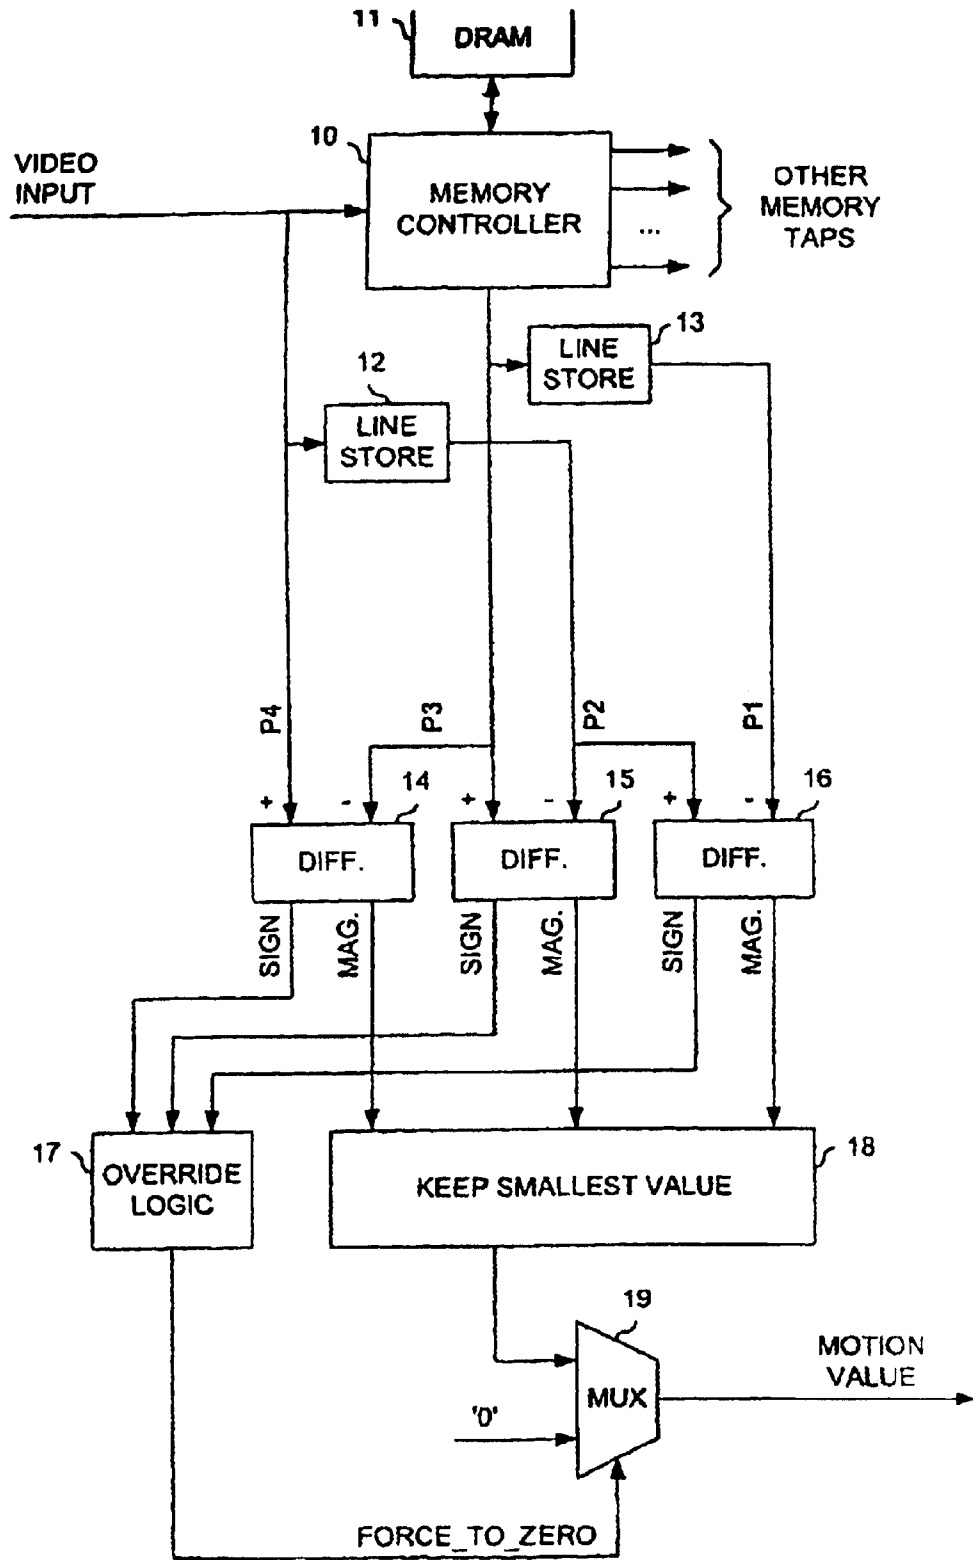 11
DRAM
10
VIDEO
INPUT
MEMORY
CONTROLLER
...
OTHER
MEMORY
TAPS
13
LINE
STORE
12
LINE
STORE
P4
P3
P2
P1
+
-
14
+
-
15
+
-
16
DIFF.
DIFF.
DIFF.
SIGN
MAG.
SIGN
MAG.
SIGN
MAG.
17
OVERRIDE
LOGIC
18
KEEP SMALLEST VALUE
19
MUX
'0'
MOTION
VALUE
FORCE_TO_ZERO